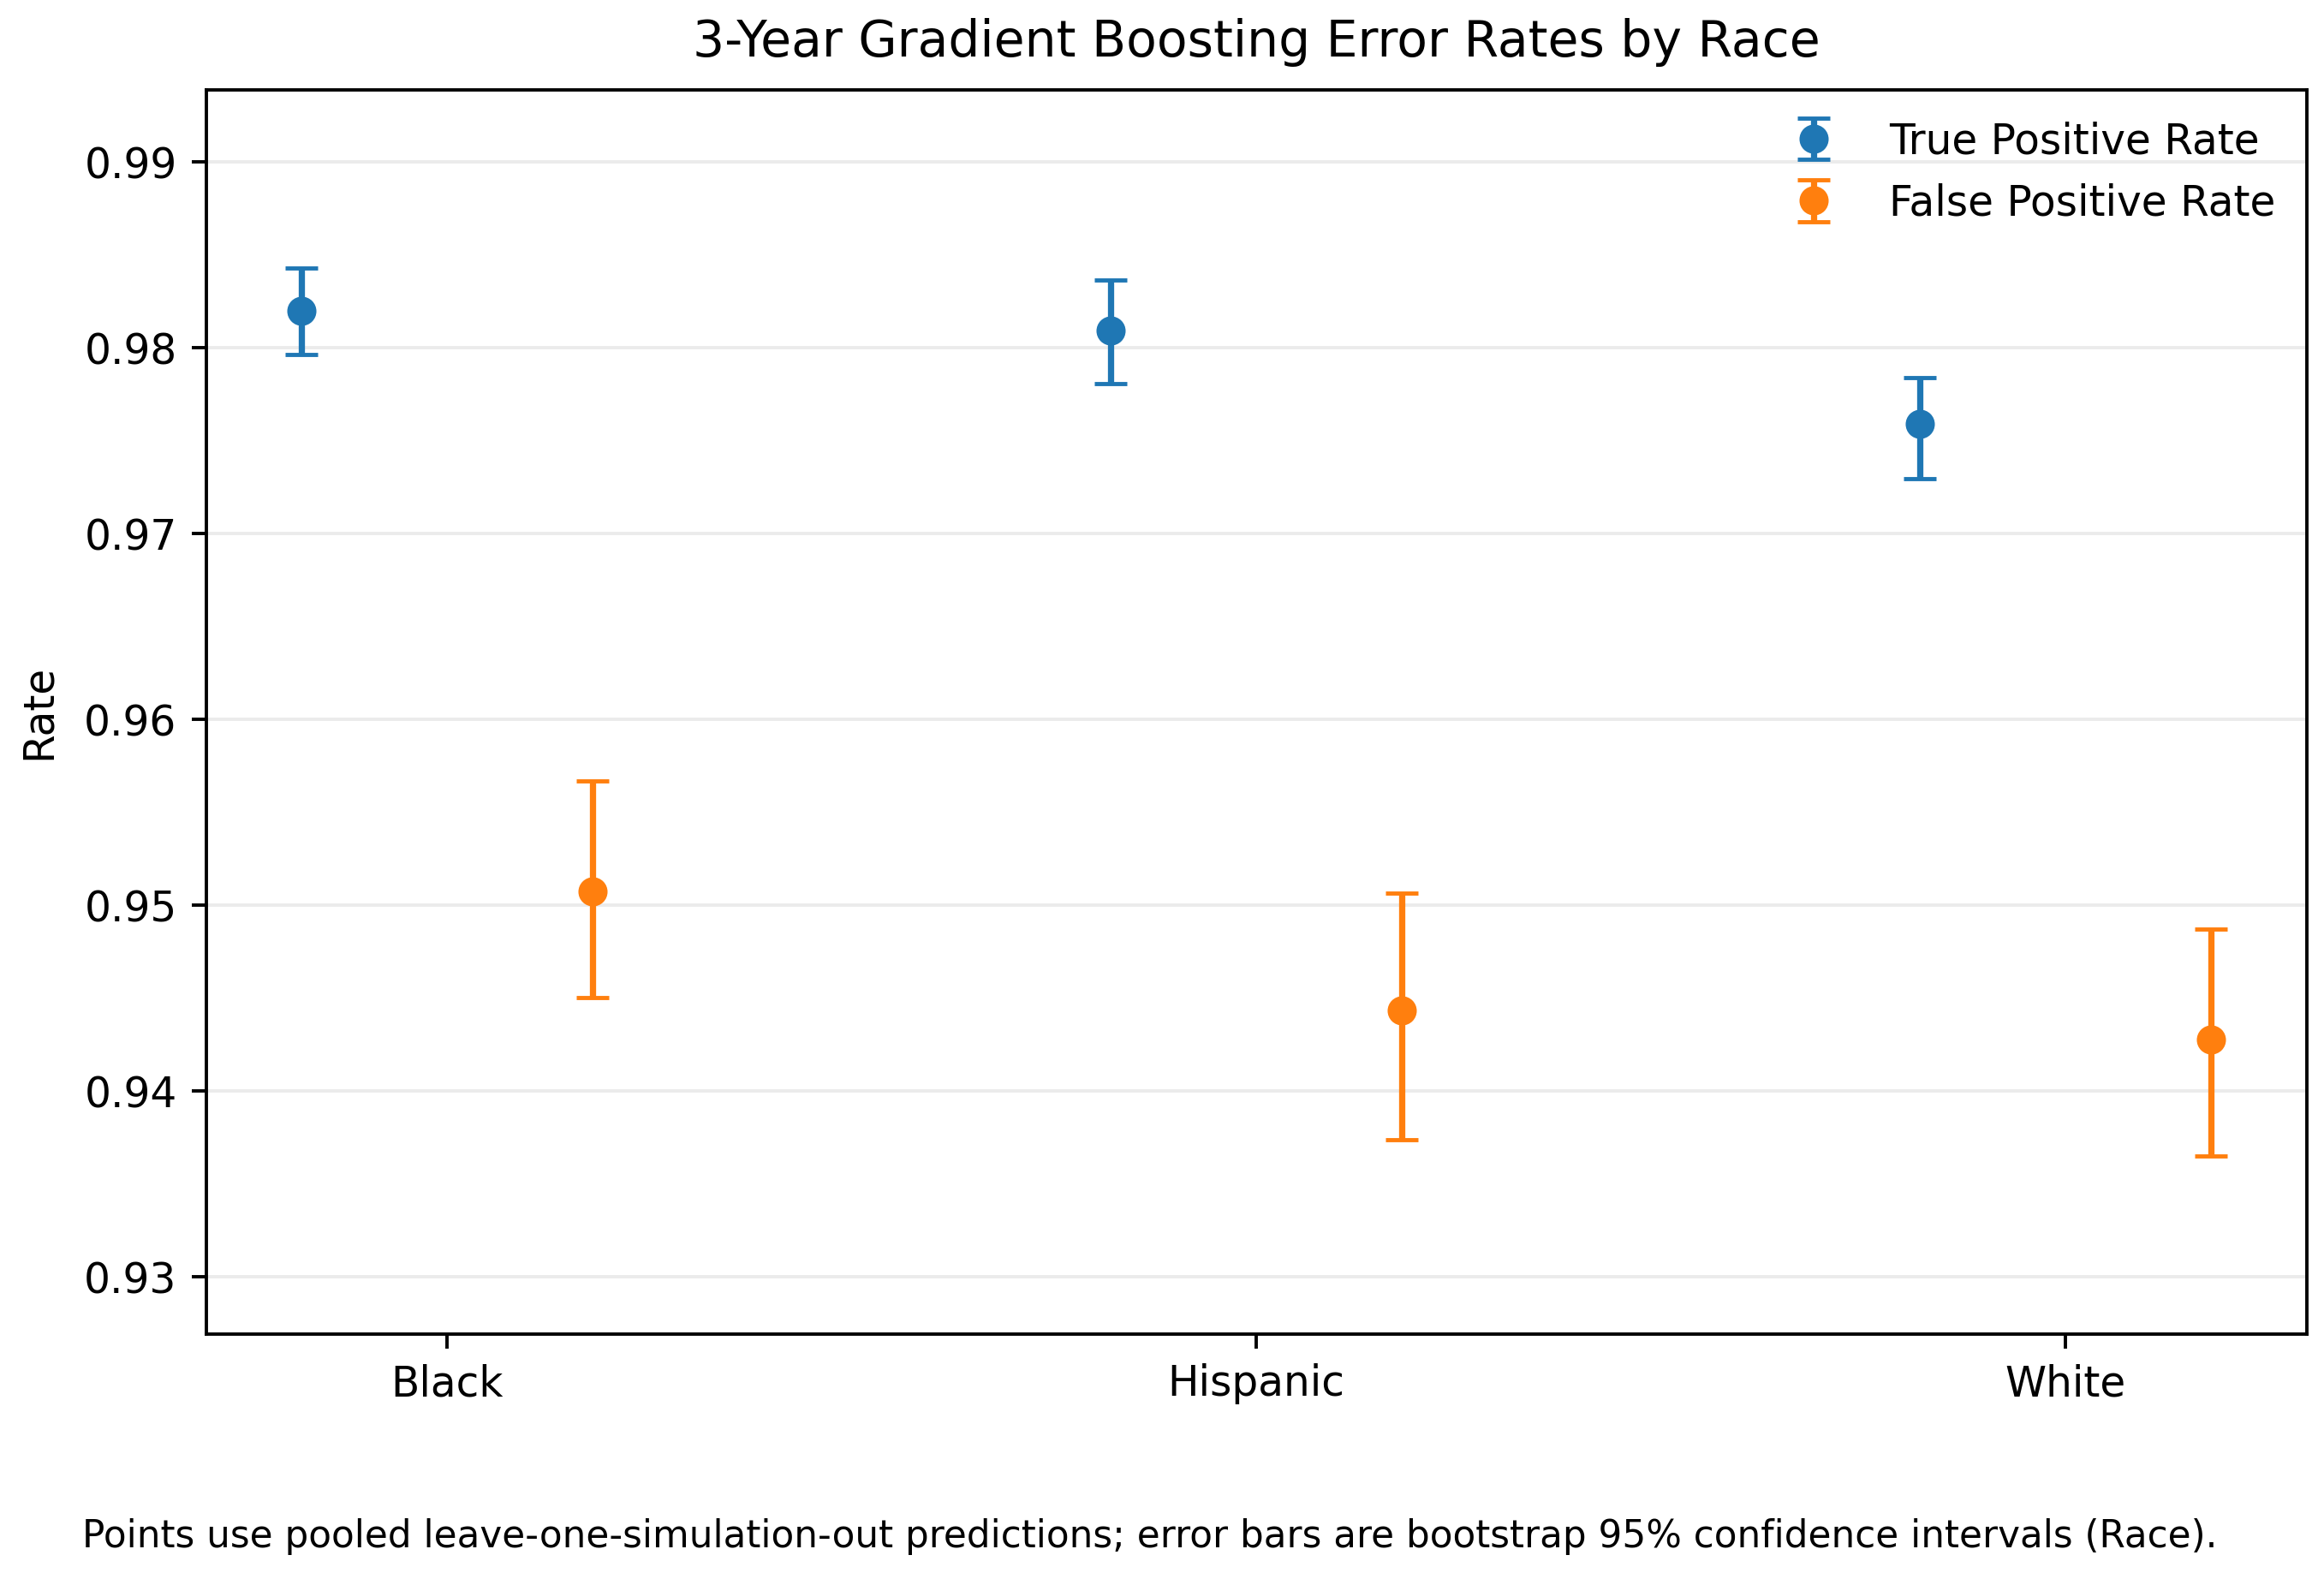 3-Year Gradient Boosting Error Rates by Race
True Positive Rate
False Positive Rate
0.99
0.98
0.97
0.96
0.95
0.94
0.93
Rate
Black
Hispanic
White
Points use pooled leave-one-simulation-out predictions; error bars are bootstrap 95% confidence intervals (Race).